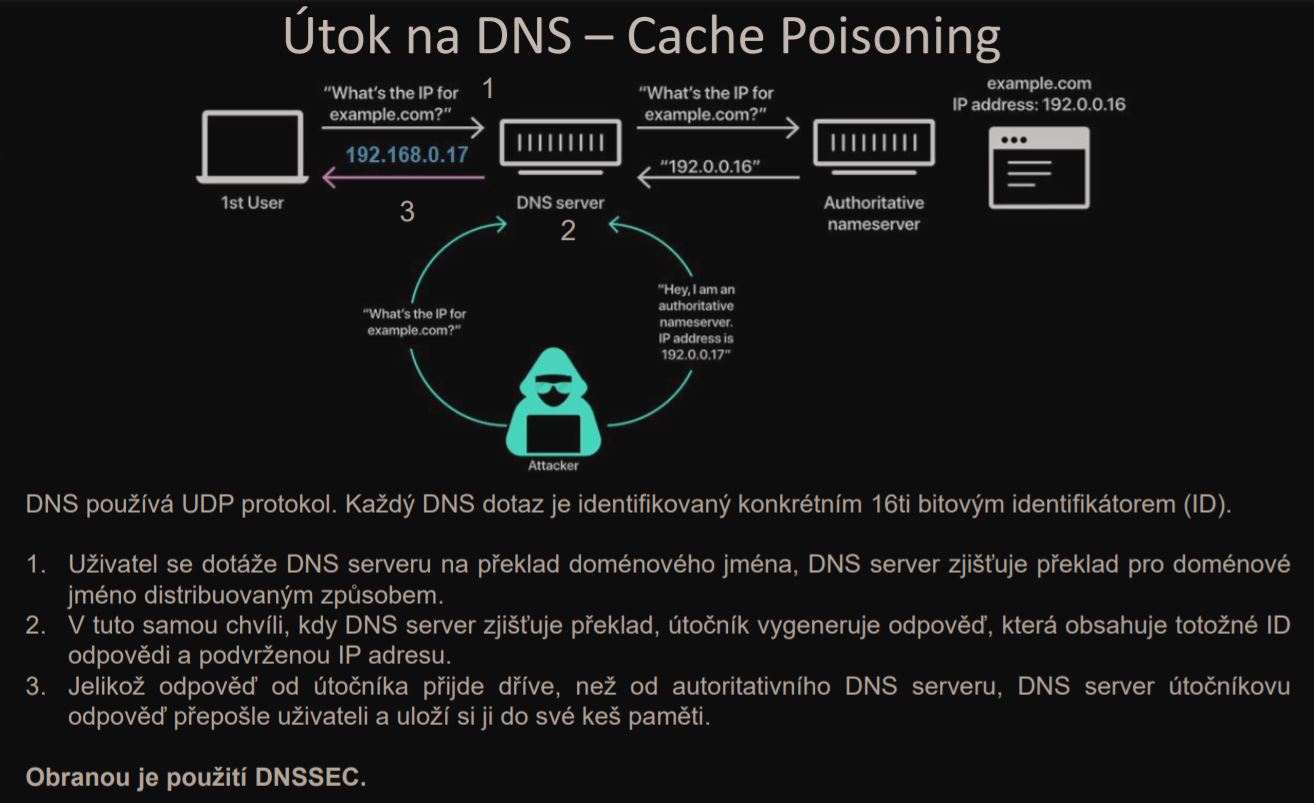 Útok na DNS – Cache Poisoning
“What’s the IP for
example.com?”
1
“What’s the IP for
example.com?”
example.com
IP address: 192.0.0.16
192.168.0.17
“192.0.0.16”
1st User
3
DNS server
2
Authoritative
nameserver
“What’s the IP for
example.com?”
“Hey, I am an
authoritative
nameserver.
IP address is
192.0.0.17”
Attacker
DNS používá UDP protokol. Každý DNS dotaz je identifikovaný konkrétním 16ti bitovým identifikátorem (ID).
1. Uživatel se dotáže DNS serveru na překlad doménového jména, DNS server zjišťuje překlad pro doménové
jméno distribuovaným způsobem.
2. V tuto samou chvíli, kdy DNS server zjišťuje překlad, útočník vygeneruje odpověď, která obsahuje totožné ID
odpovědi a podvrženou IP adresu.
3. Jelikož odpověď od útočníka přijde dříve, než od autoritativního DNS serveru, DNS server útočníkovu
odpověď přepošle uživateli a uloží si ji do své keš paměti.
Obranou je použití DNSSEC.